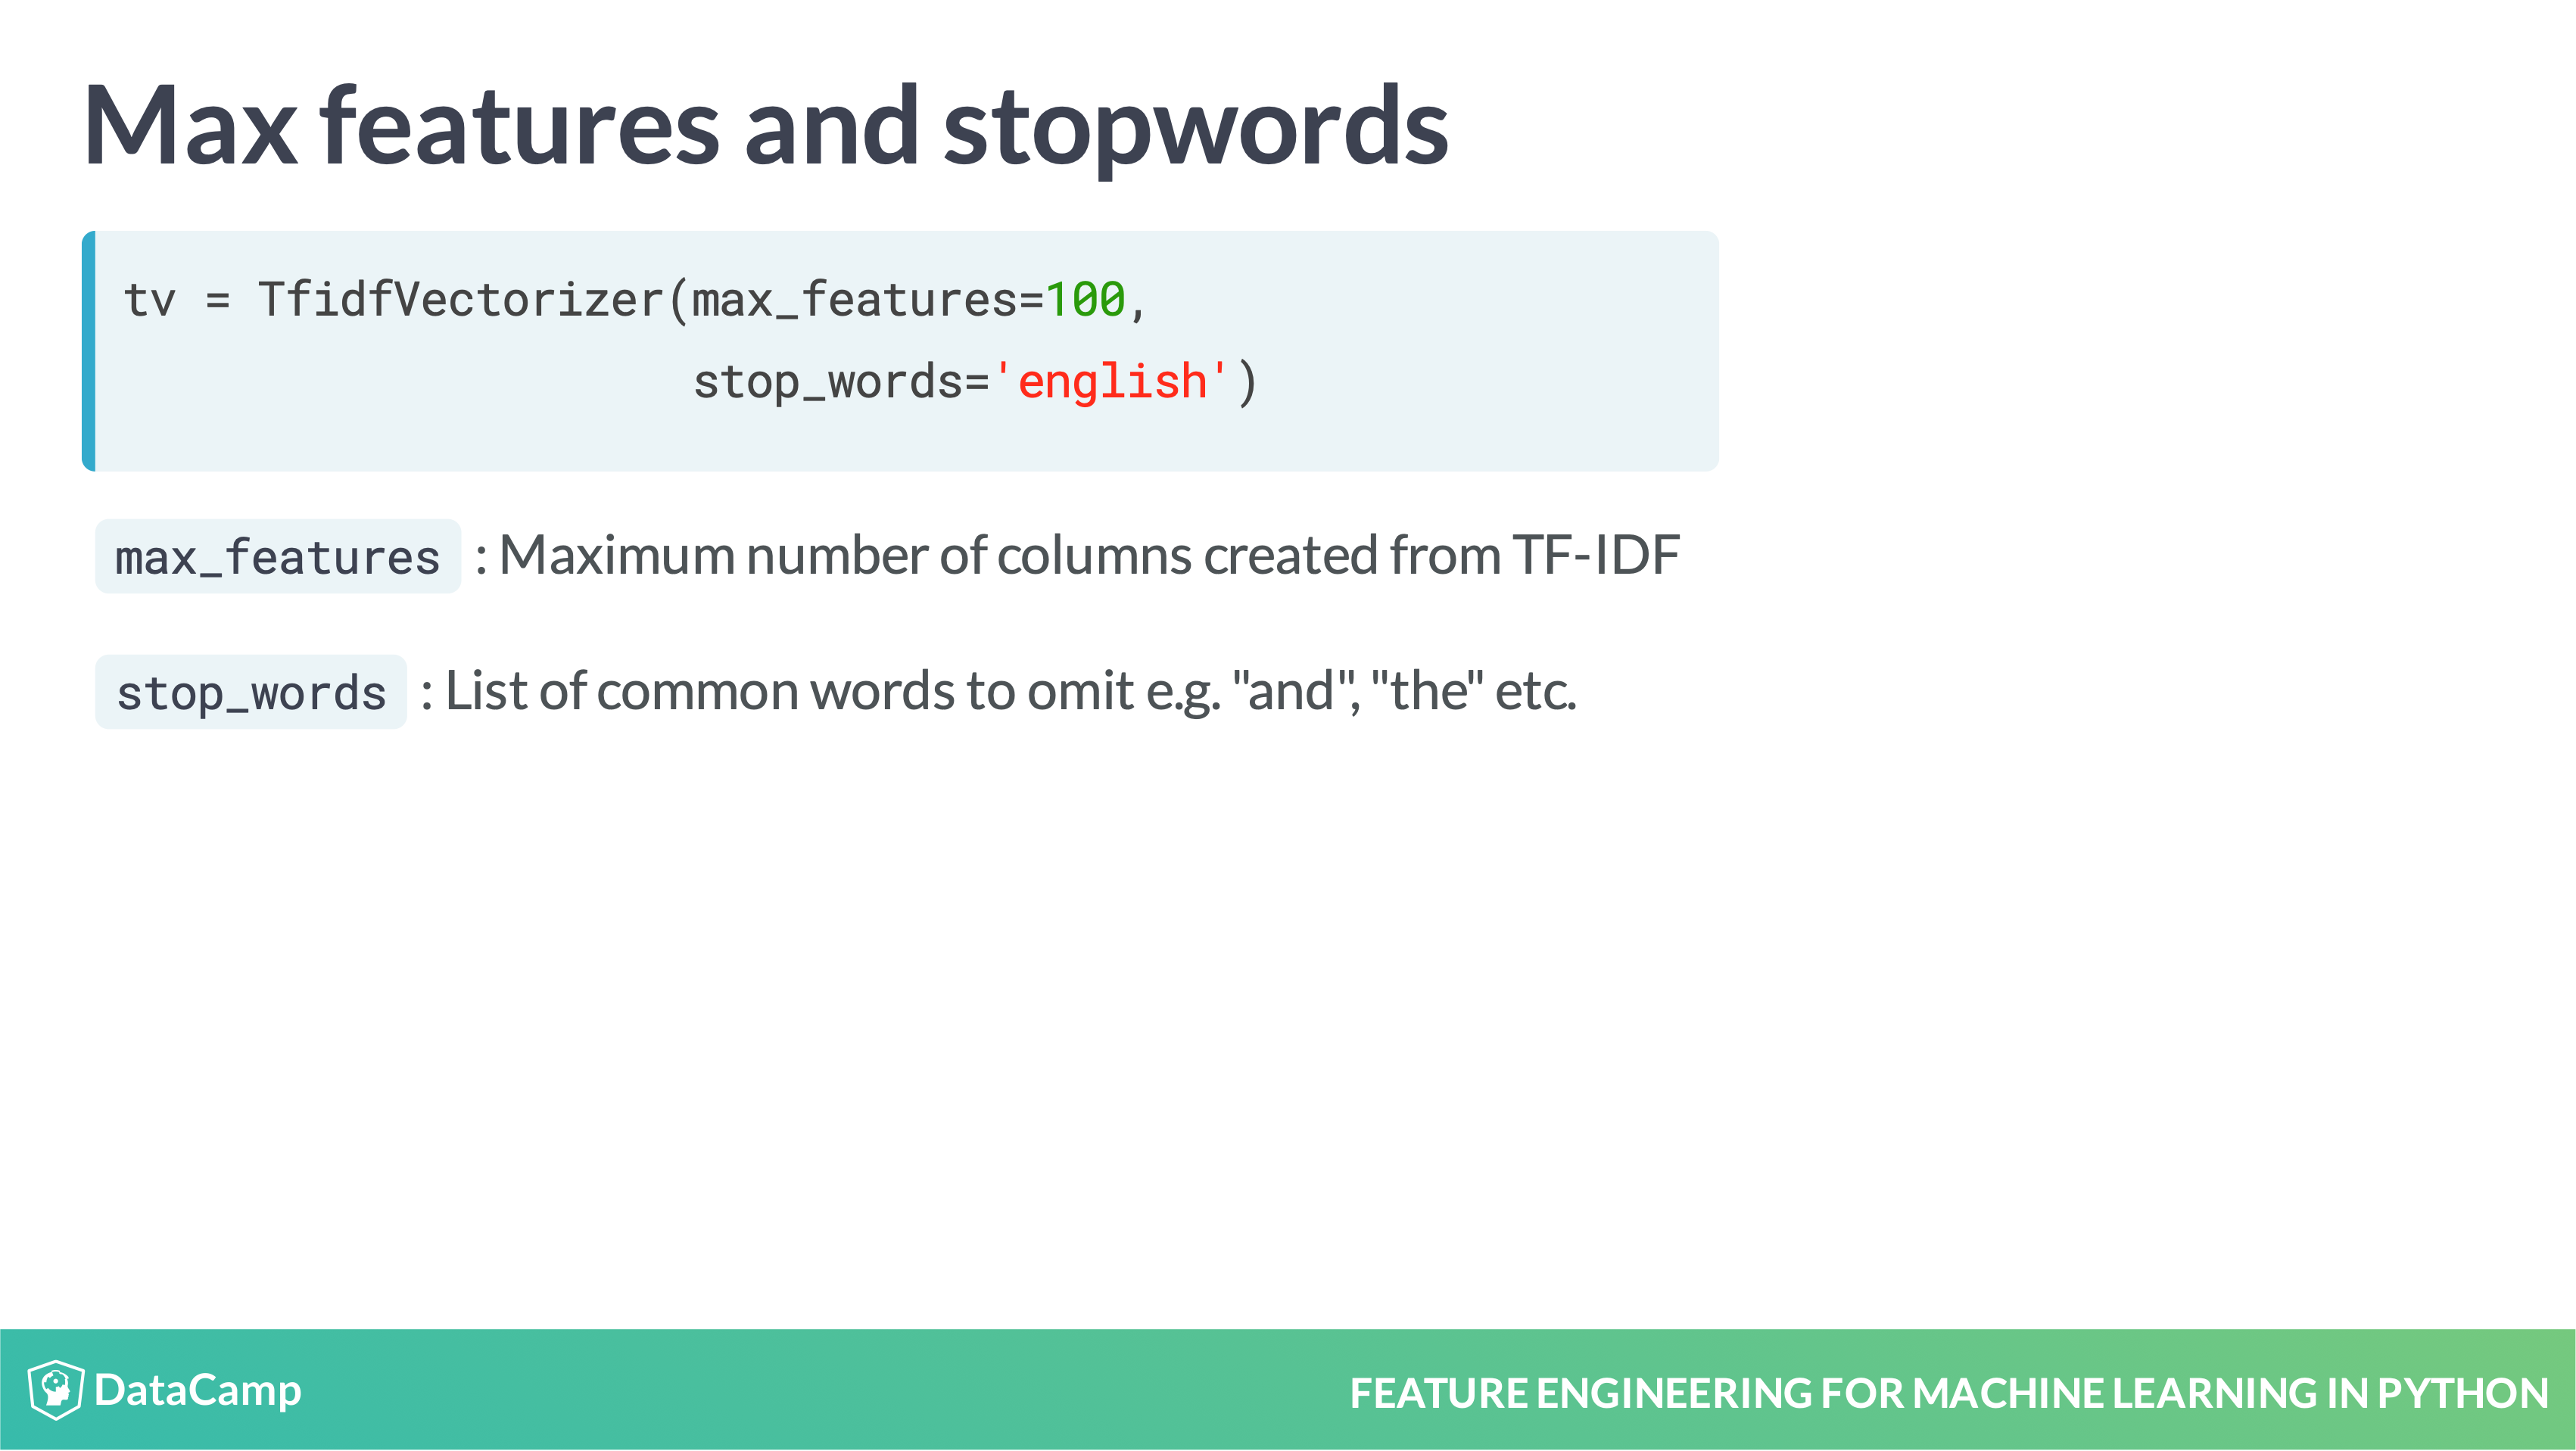 Max features and stopwords
tv = TfidfVectorizer(max_features=100,
                     stop_words='english')
max_features : Maximum number of columns created from TF-IDF
stop_words : List of common words to omit e.g. "and", "the" etc.
DataCamp
FEATURE ENGINEERING FOR MACHINE LEARNING IN PYTHON